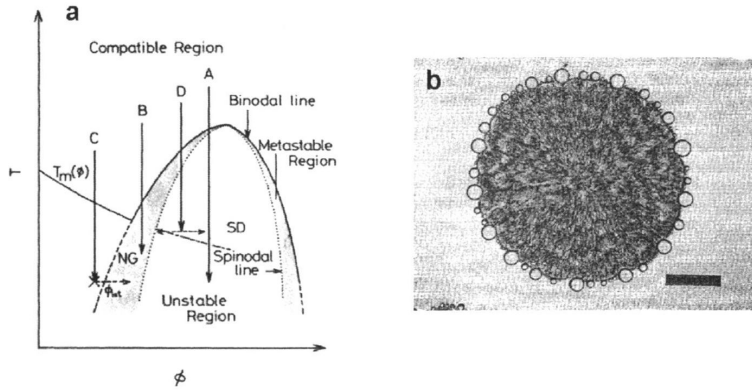 a
Compatible Region
A
D
B
C
Binodal line
Metastable
Region
T
Tm(ϕ)
SD
NG
Spinodal
line
Unstable
Region
ϕ
b